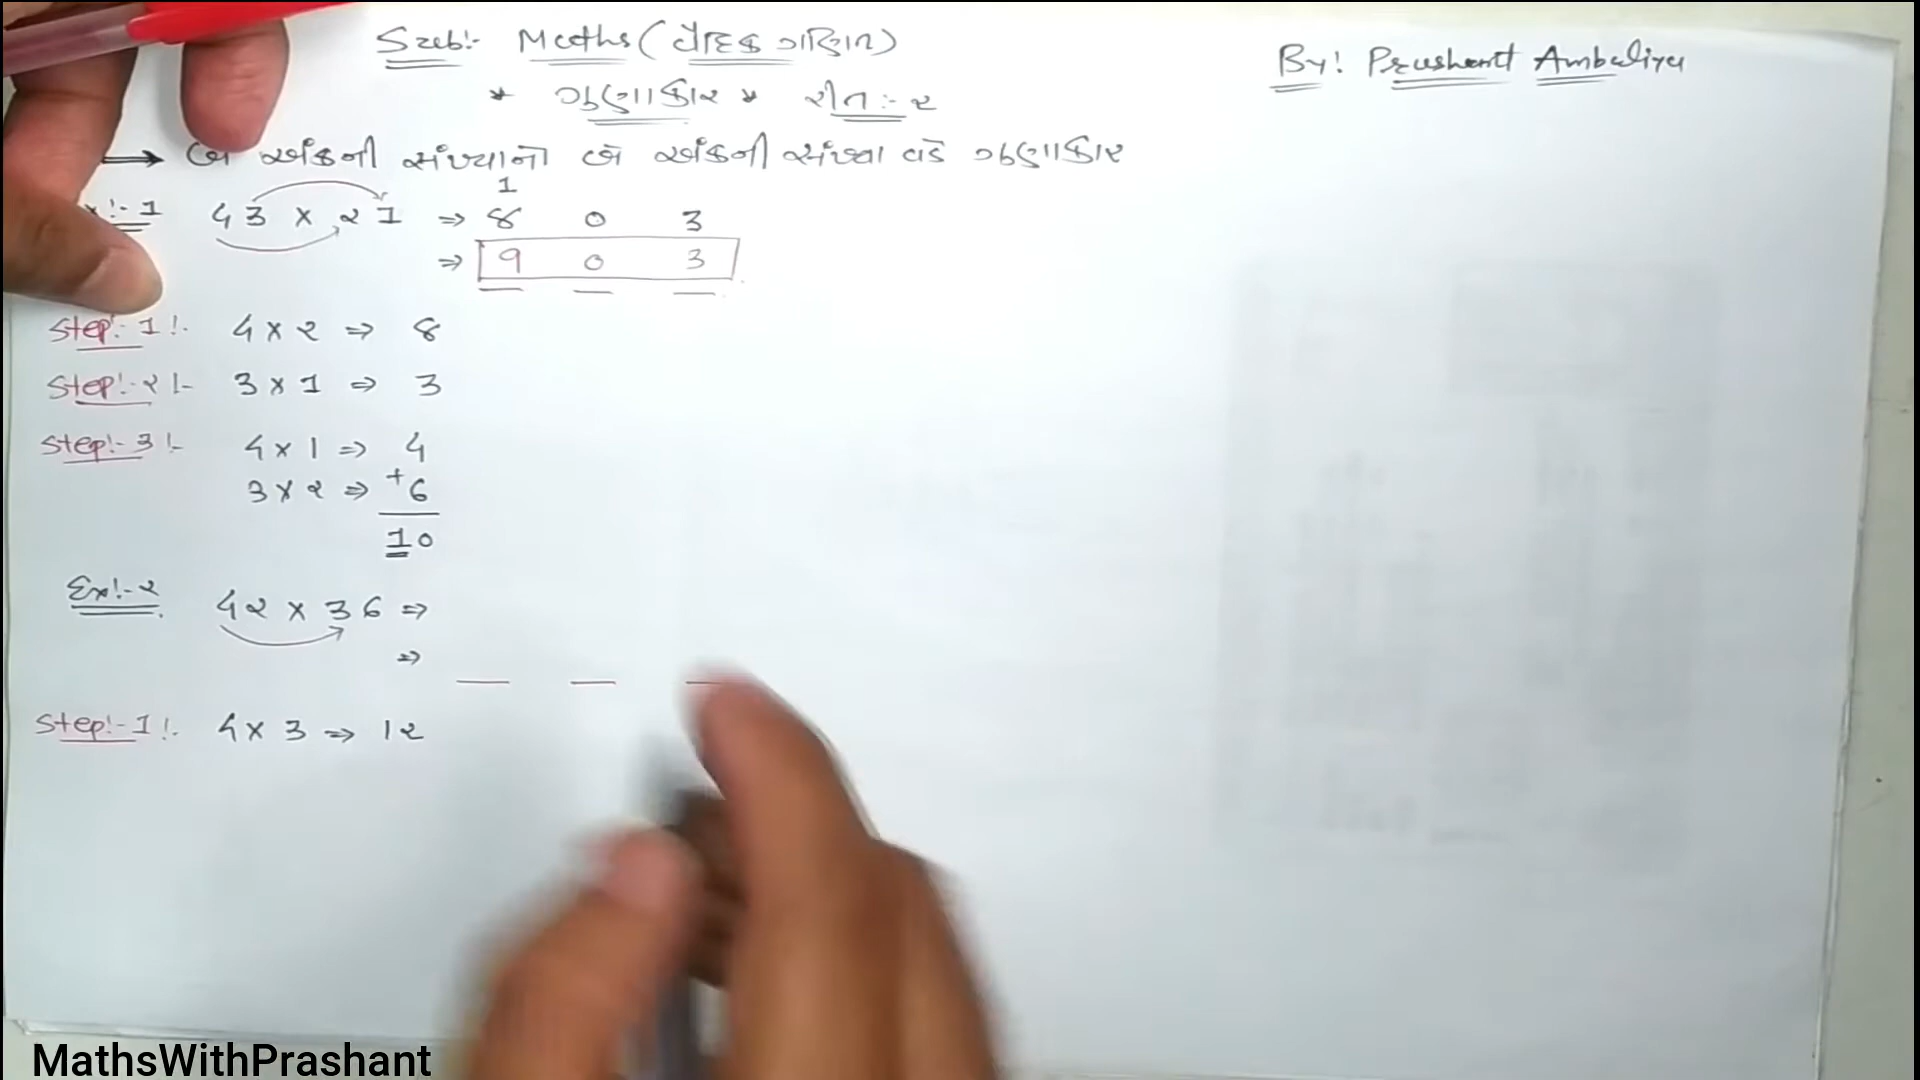 Sub:- Maths (વૈદિક ગણિત)
By! Prashant Ambaliya
* ગુણાકાર * રીત:- ૨
→ બે અંકની સંખ્યાનો બે અંકની સંખ્યા વડે ગુણાકાર
1
43 × ૨1 ⇒ 8 0 3
⇒ 9 0 3
Step:- 1 :- 4 × ૨ ⇒ 8
Step:- ૨ :- 3 × 1 ⇒ 3
Step:- 3 :- 4 × 1 ⇒ 4
3 × ૨ ⇒ + 6
10
Ex:- ૨ 4૨ × 36 ⇒
⇒
Step:- 1 :- 4 × 3 ⇒ 1૨
MathsWithPrashant